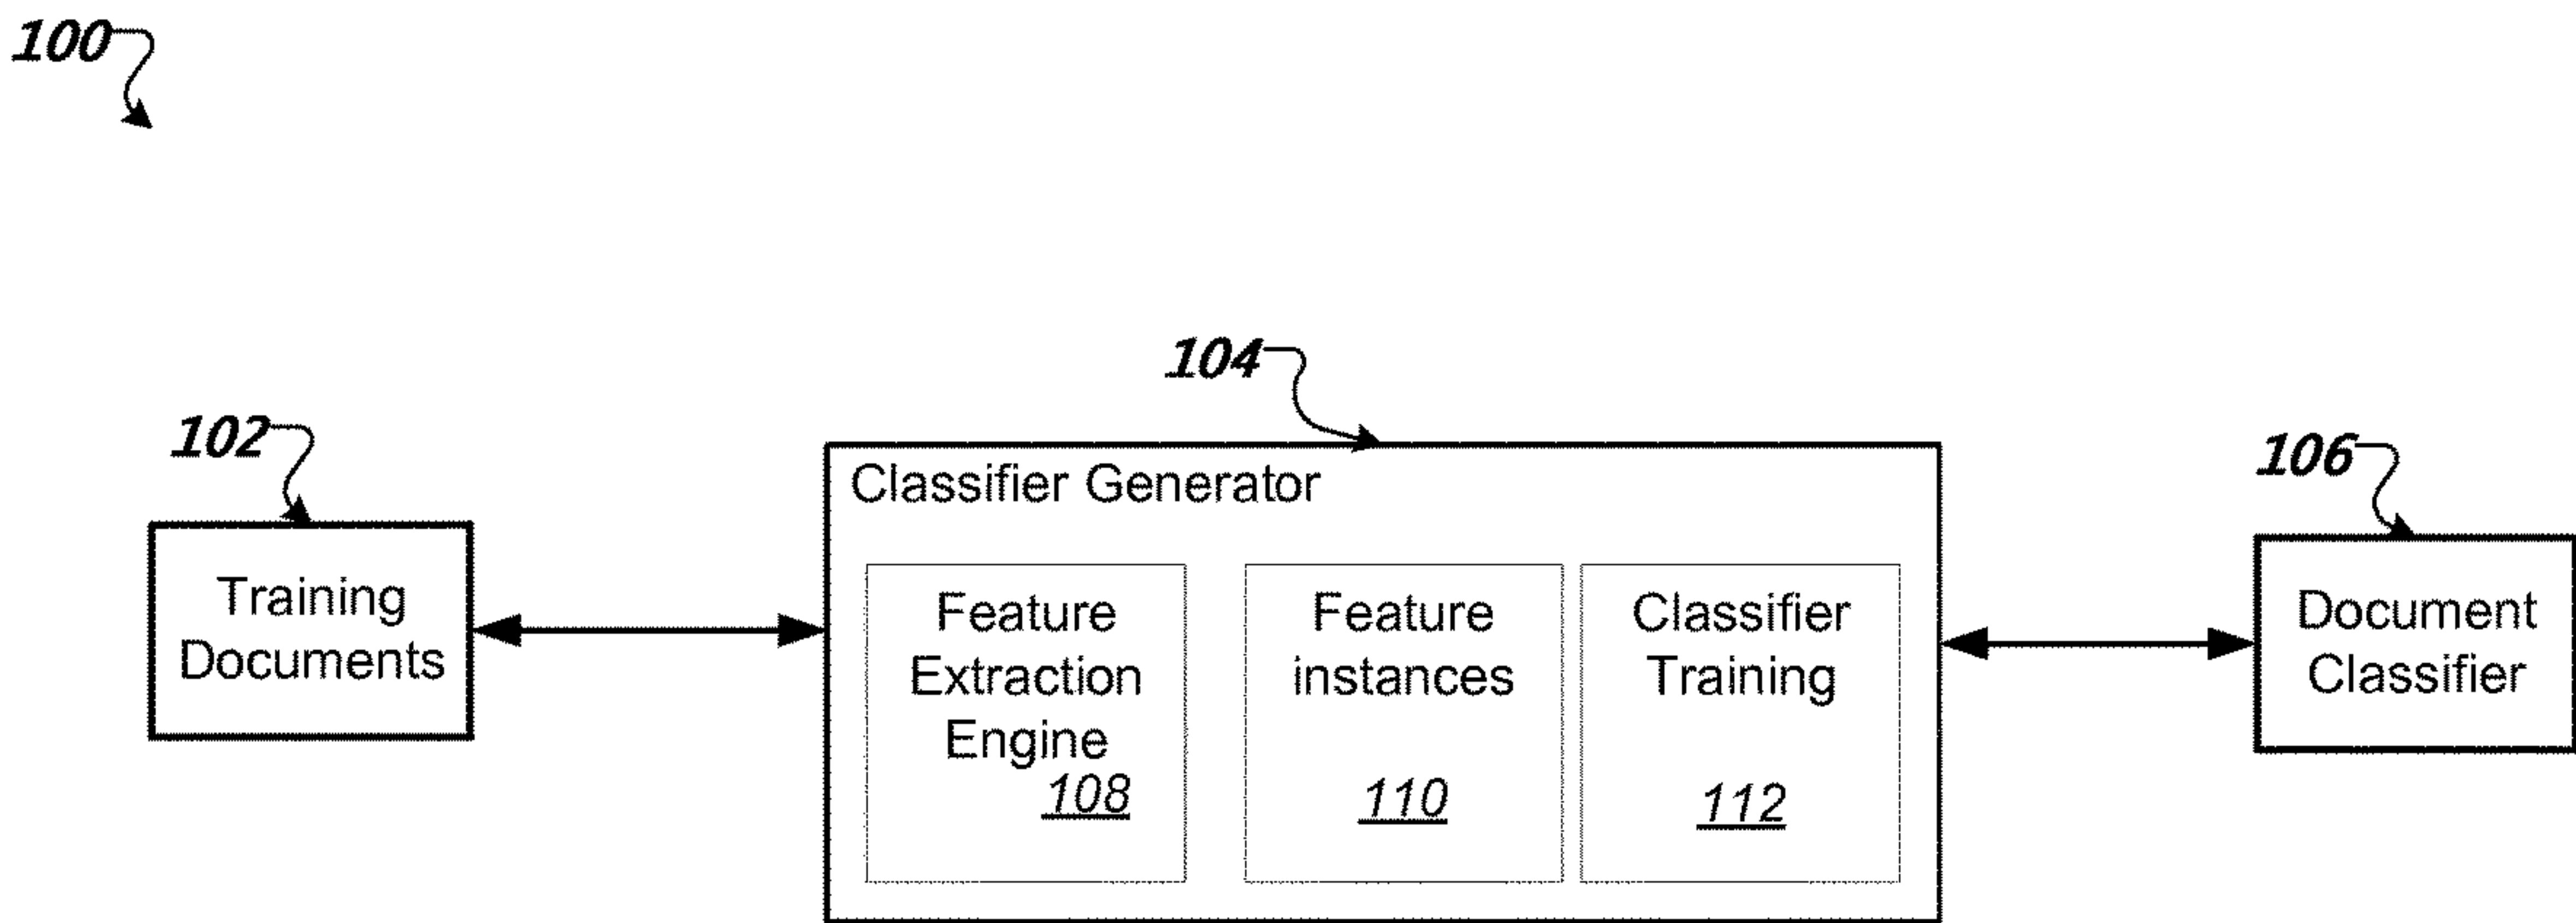 100
104
102
106
Classifier Generator
Training
Documents
Feature
Extraction
Engine
108
Feature
instances
110
Classifier
Training
112
Document
Classifier